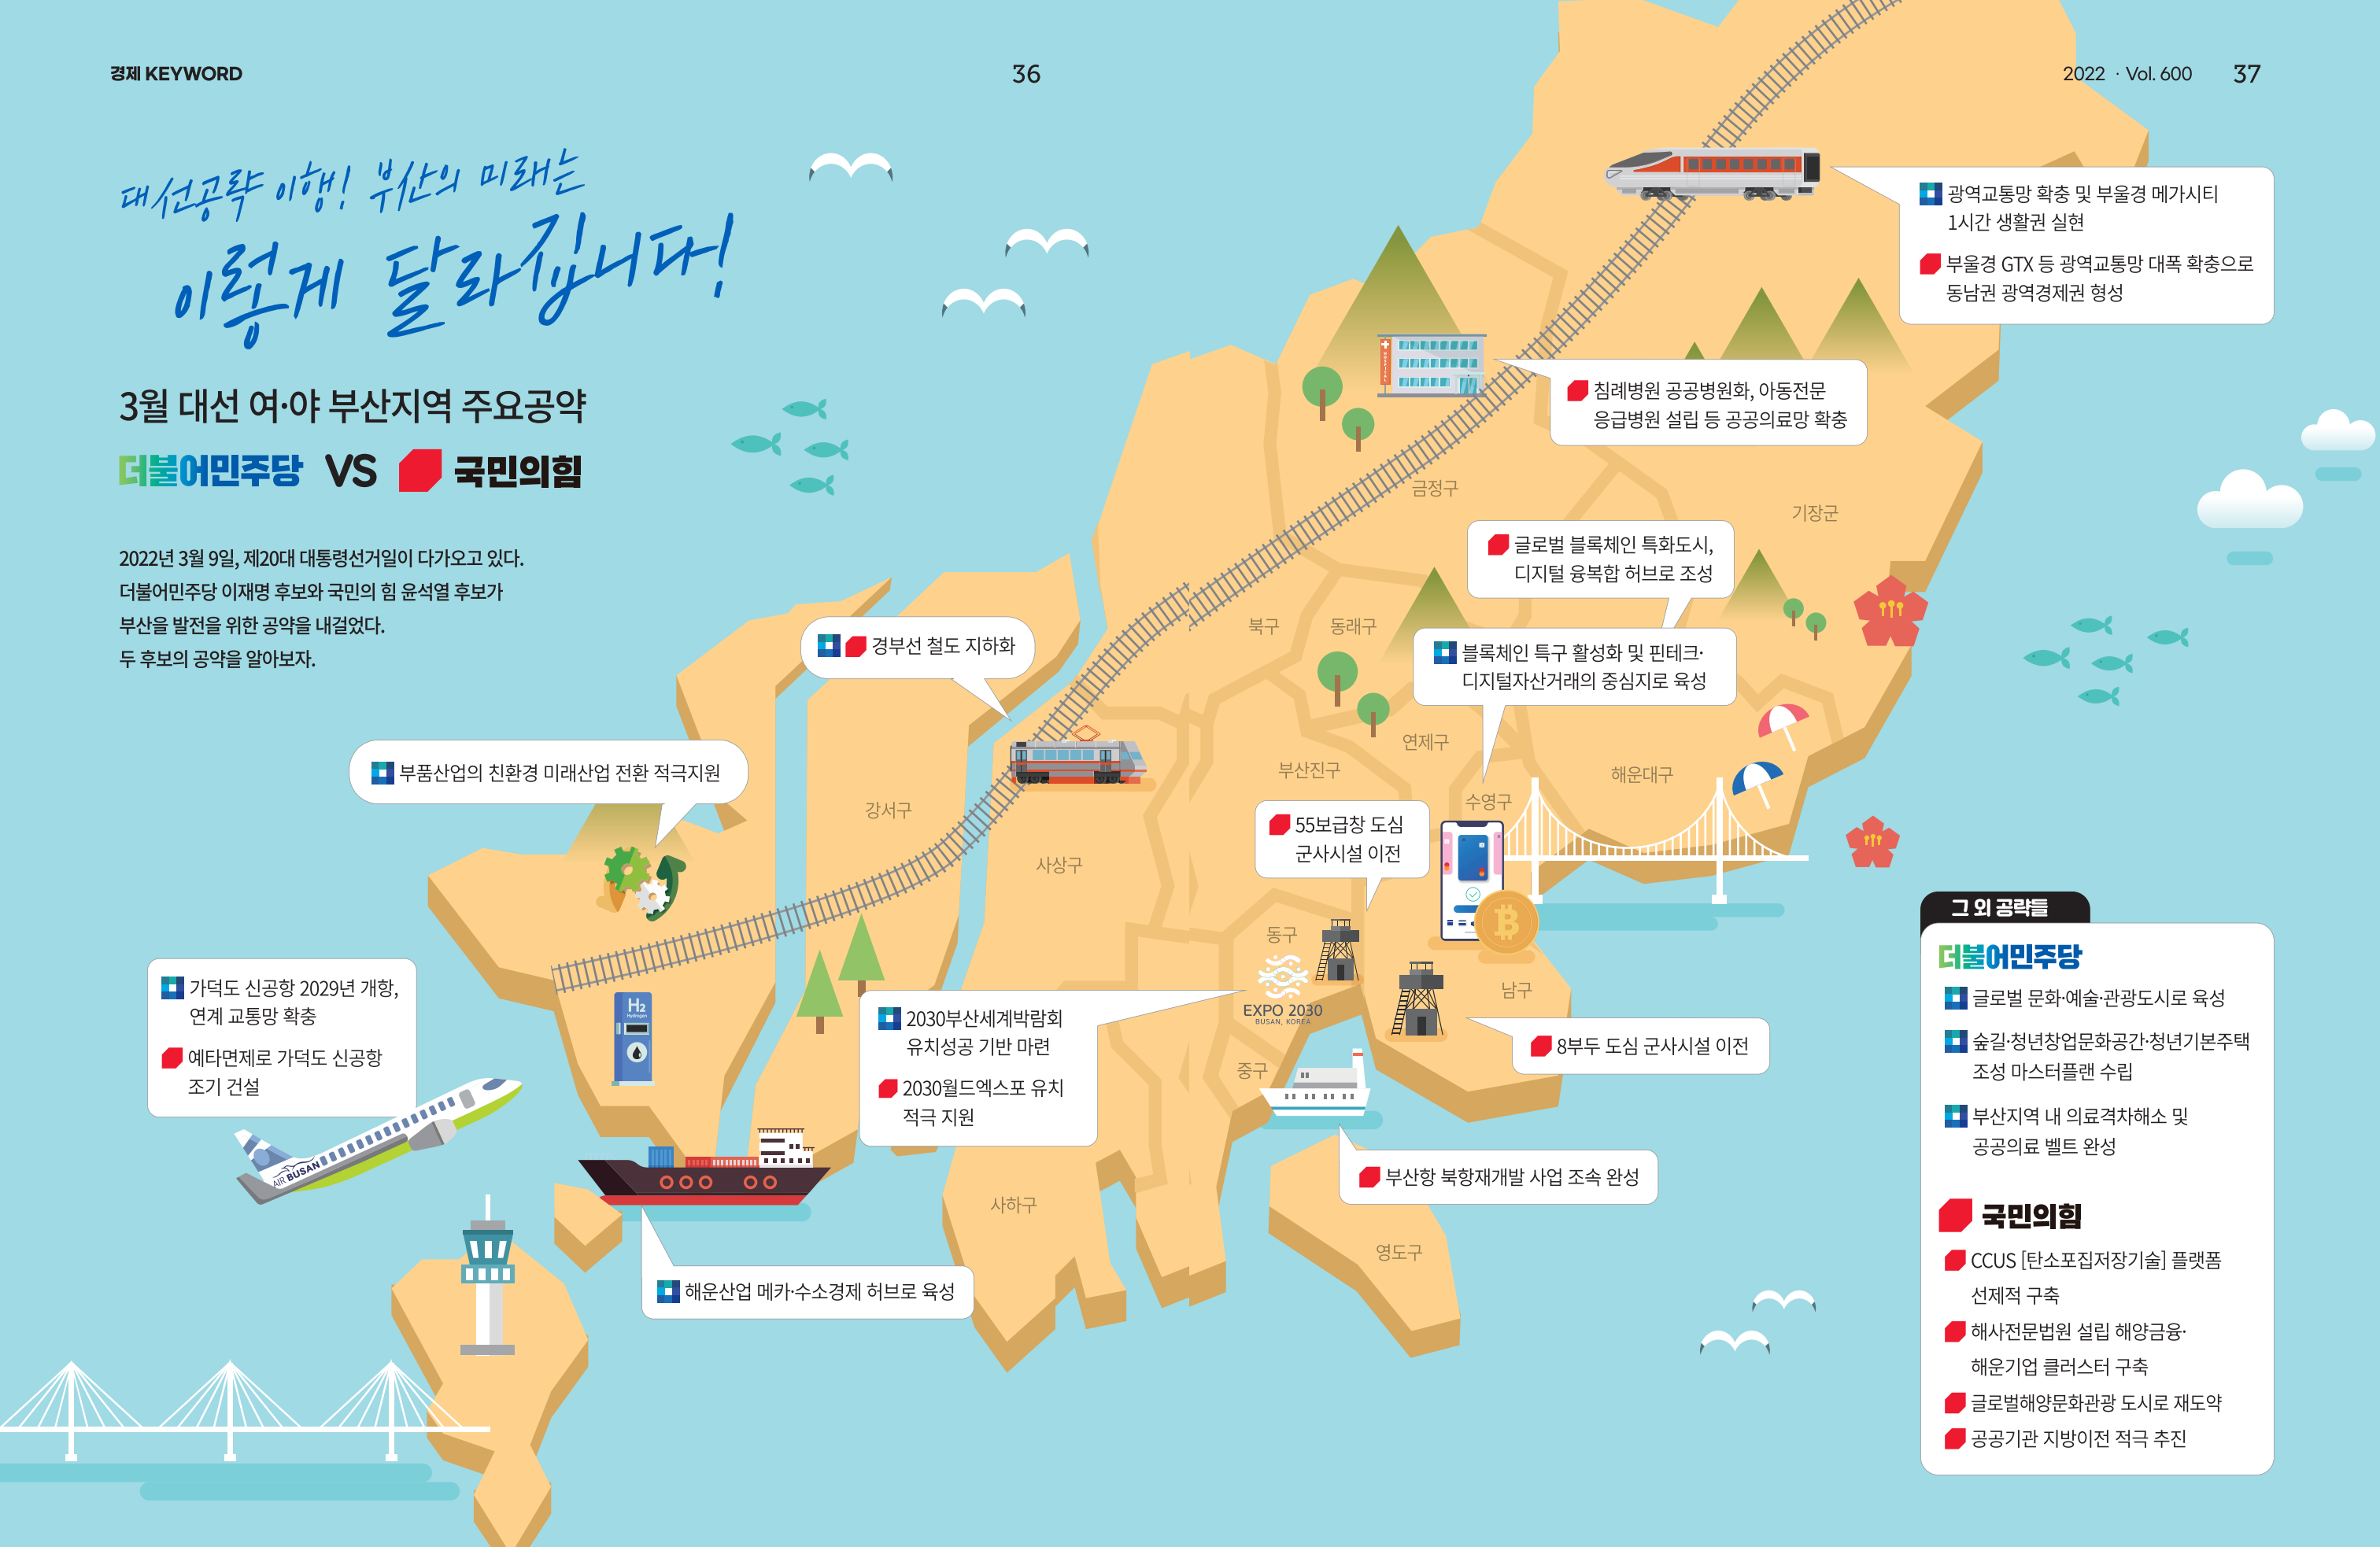 경제 KEYWORD
36
2022 · Vol. 600
37
대선공략 이행! 부산의 미래는
이렇게 달라집니다!
3월 대선 여·야 부산지역 주요공약
더불어민주당 VS 국민의힘
2022년 3월 9일, 제20대 대통령선거일이 다가오고 있다.
더불어민주당 이재명 후보와 국민의 힘 윤석열 후보가
부산을 발전을 위한 공약을 내걸었다.
두 후보의 공약을 알아보자.
광역교통망 확충 및 부울경 메가시티
1시간 생활권 실현
부울경 GTX 등 광역교통망 대폭 확충으로
동남권 광역경제권 형성
HOSPITAL
침례병원 공공병원화, 아동전문
응급병원 설립 등 공공의료망 확충
금정구
기장군
글로벌 블록체인 특화도시,
디지털 융복합 허브로 조성
북구
동래구
블록체인 특구 활성화 및 핀테크·
디지털자산거래의 중심지로 육성
경부선 철도 지하화
연제구
부산진구
해운대구
수영구
부품산업의 친환경 미래산업 전환 적극지원
강서구
사상구
55보급창 도심
군사시설 이전
동구
남구
EXPO 2030
BUSAN, KOREA
가덕도 신공항 2029년 개항,
연계 교통망 확충
예타면제로 가덕도 신공항
조기 건설
AIR BUSAN
H2
Hydrogen
2030부산세계박람회
유치성공 기반 마련
2030월드엑스포 유치
적극 지원
8부두 도심 군사시설 이전
중구
부산항 북항재개발 사업 조속 완성
사하구
영도구
해운산업 메카·수소경제 허브로 육성
그 외 공략들
더불어민주당
글로벌 문화·예술·관광도시로 육성
숲길·청년창업문화공간·청년기본주택
조성 마스터플랜 수립
부산지역 내 의료격차해소 및
공공의료 벨트 완성
국민의힘
CCUS [탄소포집저장기술] 플랫폼
선제적 구축
해사전문법원 설립 해양금융·
해운기업 클러스터 구축
글로벌해양문화관광 도시로 재도약
공공기관 지방이전 적극 추진